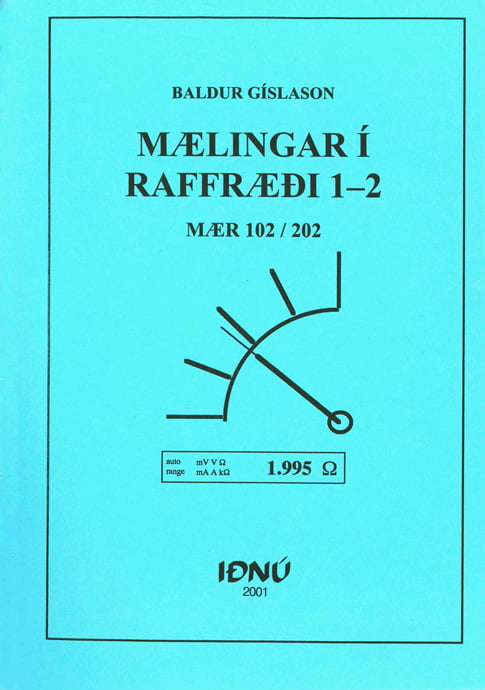 BALDUR GÍSLASON
MÆLINGAR Í
RAFFRÆÐI 1–2
MÆR 102 / 202
auto mV V Ω
range mA A kΩ
1.995 Ω
IÐNÚ
2001